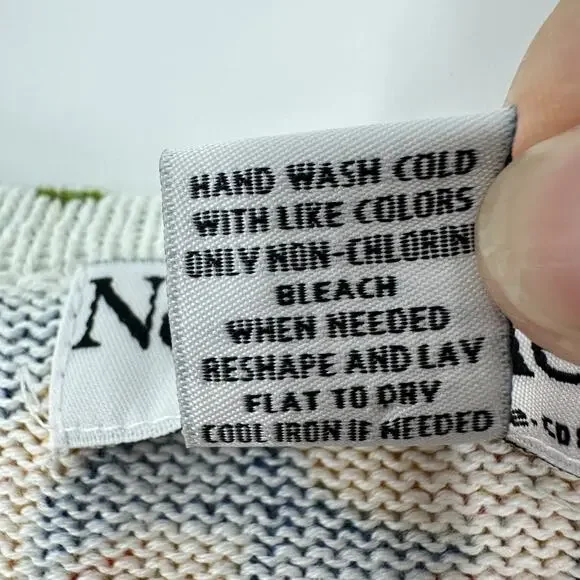 HAND WASH COLD
WITH LIKE COLORS
ONLY NON-CHLORIN
BLEACH
WHEN NEEDED
RESHAPE AND LAY
FLAT TO DRY
COOL IRON IF NEEDED